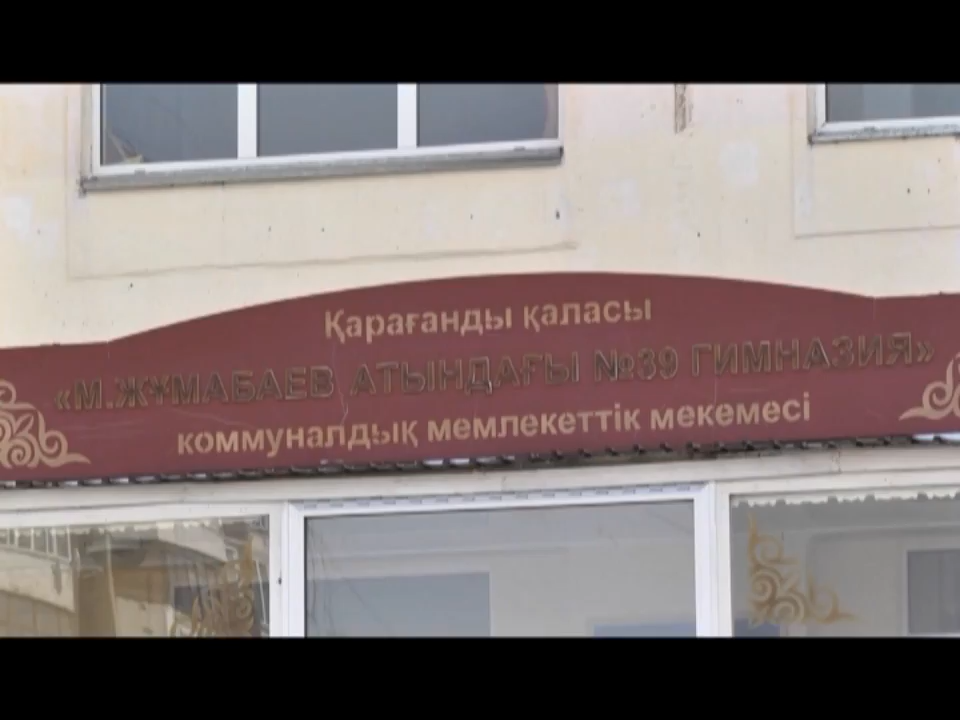 Қарағанды қаласы
«М.ЖҰМАБАЕВ АТЫНДАҒЫ №39 ГИМНАЗИЯ»
коммуналдық мемлекеттік мекемесі